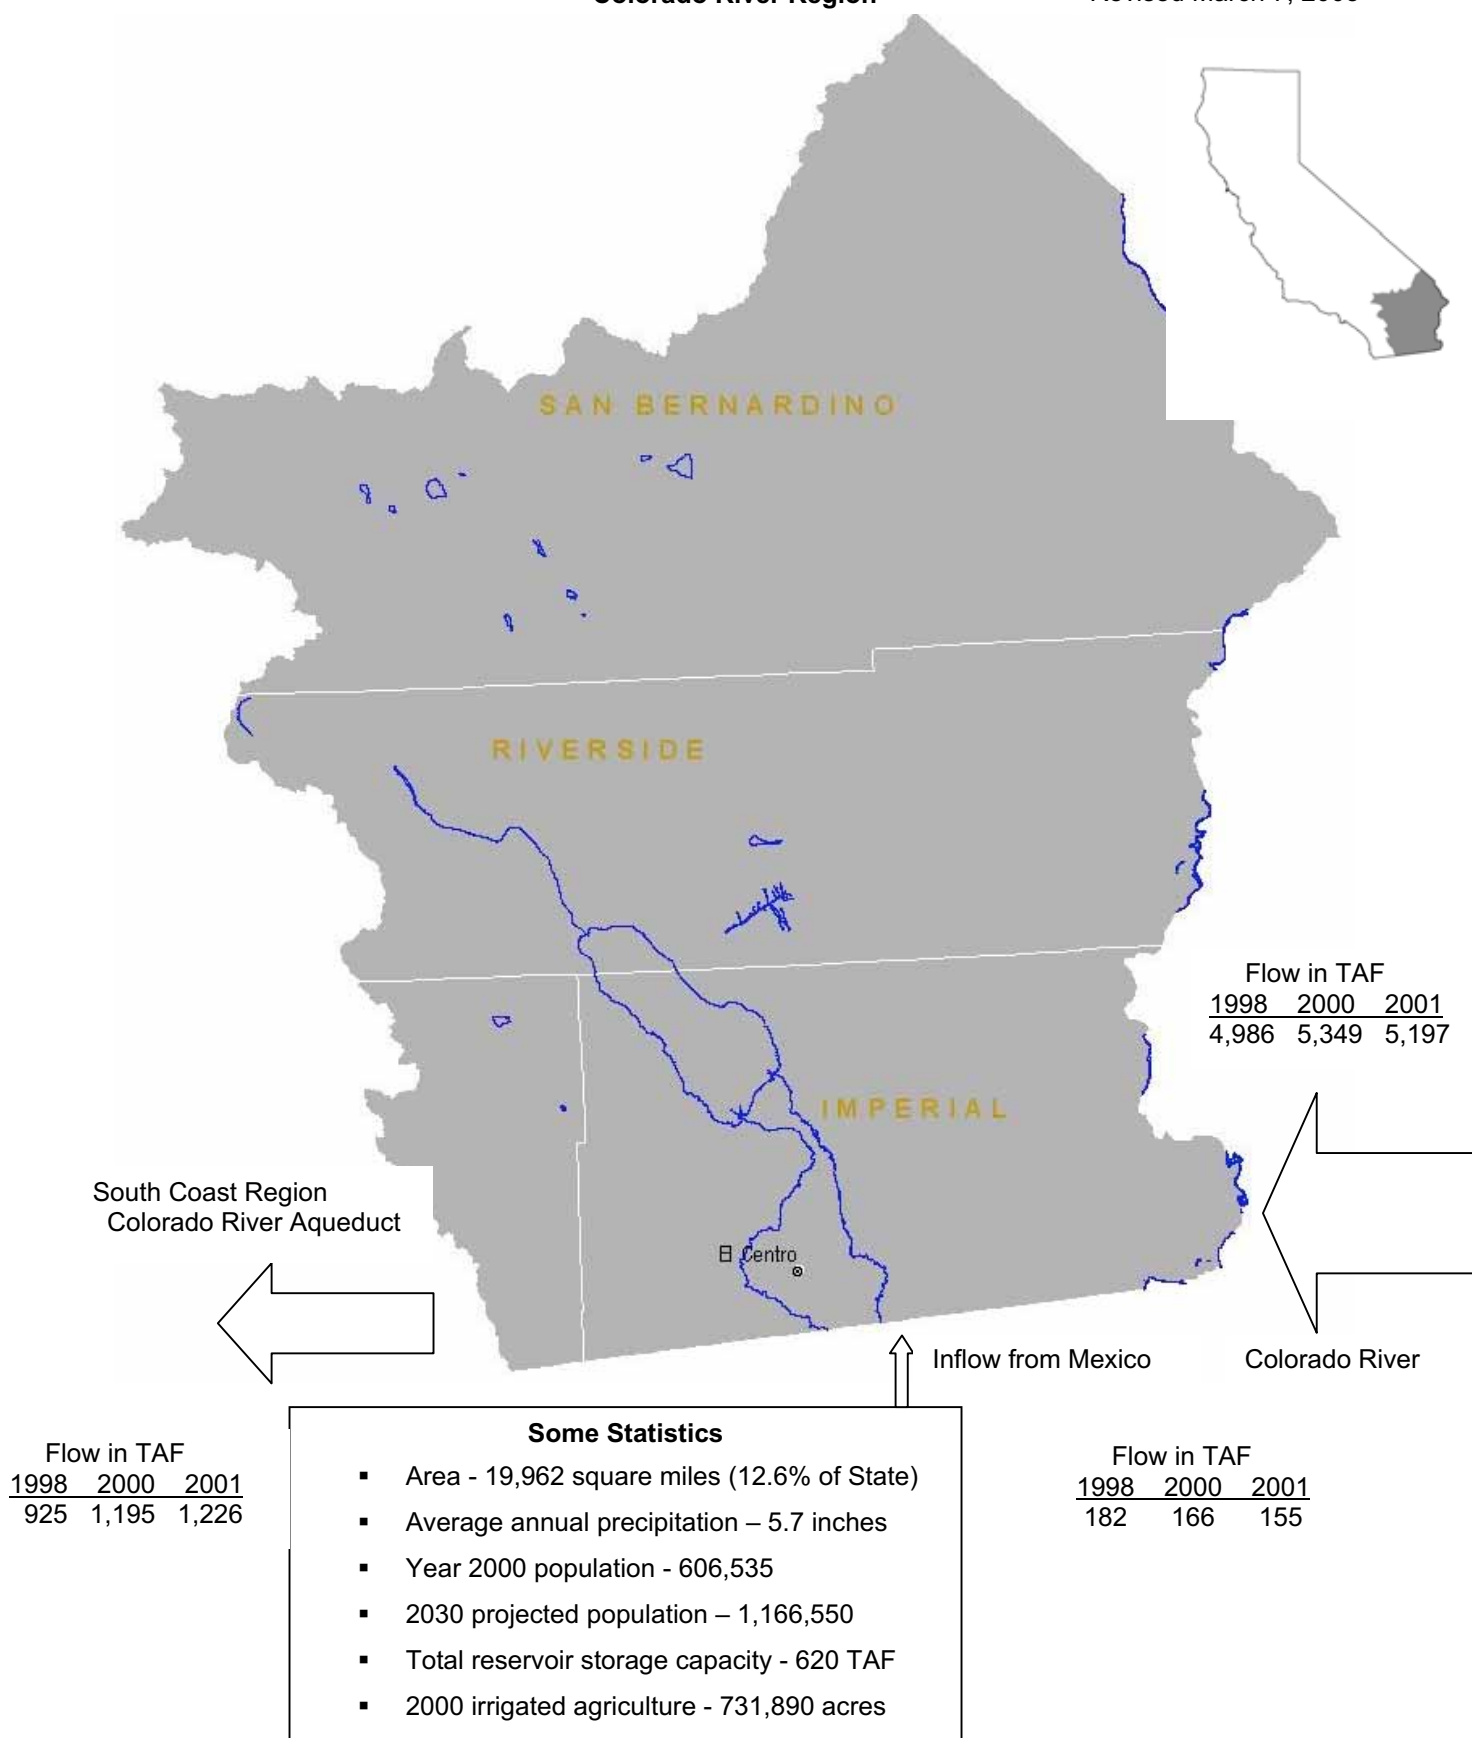 Colorado River Region
SAN BERNARDINO
RIVERSIDE
Flow in TAF
1998 2000 2001
4,986 5,349 5,197
IMPERIAL
South Coast Region
Colorado River Aqueduct
El Centro
Inflow from Mexico
Colorado River
Flow in TAF
1998 2000 2001
925 1,195 1,226
Some Statistics
▪ Area - 19,962 square miles (12.6% of State)
▪ Average annual precipitation – 5.7 inches
▪ Year 2000 population - 606,535
▪ 2030 projected population – 1,166,550
▪ Total reservoir storage capacity - 620 TAF
▪ 2000 irrigated agriculture - 731,890 acres
Flow in TAF
1998 2000 2001
182 166 155